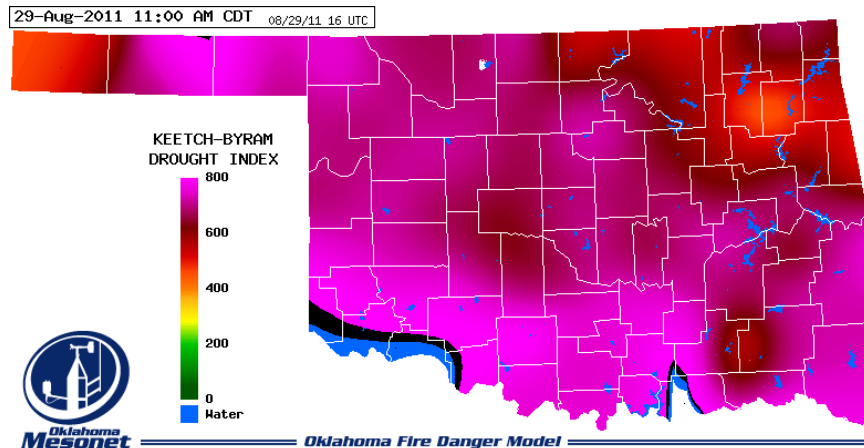 29-Aug-2011 11:00 AM CDT 08/29/11 16 UTC
KEETCH-BYRAM
DROUGHT INDEX
800
600
400
200
0
Water
Oklahoma
Mesonet
Oklahoma Fire Danger Model